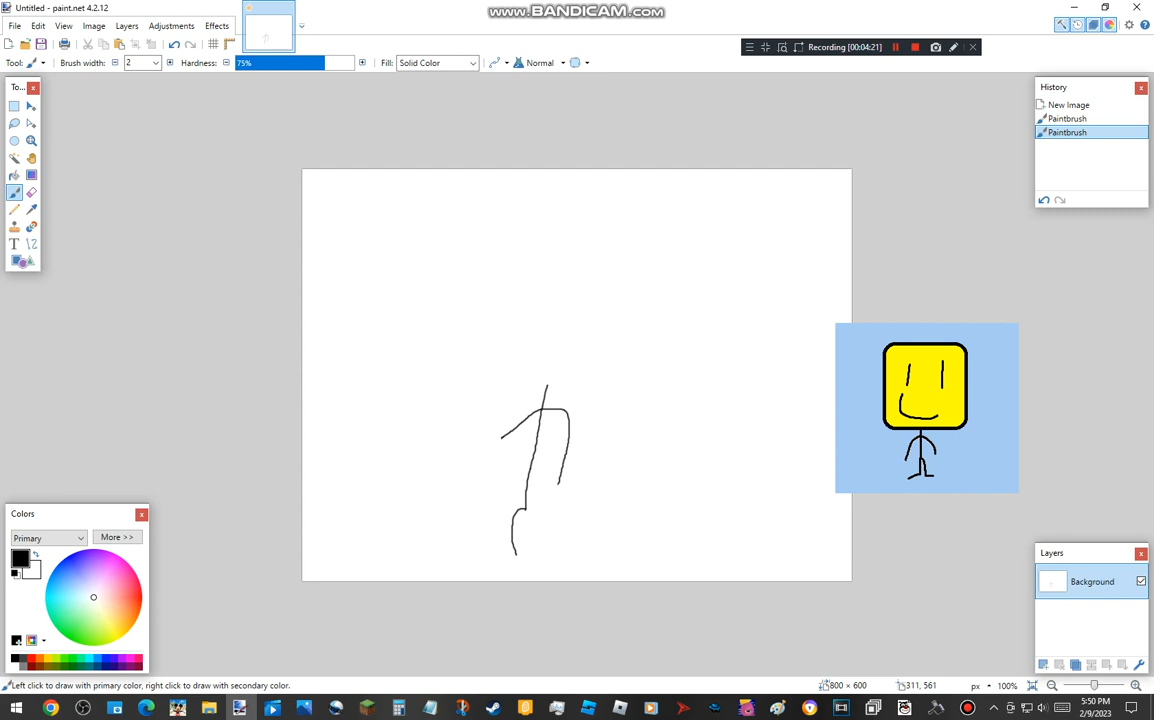 Untitled - paint.net 4.2.12
www.BANDICAM.com
File Edit View Image Layers Adjustments Effects
Recording [00:04:21]
Tool: Brush width: 2 Hardness: 75% Fill: Solid Color Normal
To...
History
New Image
Paintbrush
Paintbrush
Colors
Primary
More >>
Layers
Background
Left click to draw with primary color, right click to draw with secondary color.
800 × 600
311, 561
px
100%
5:50 PM
2/9/2023